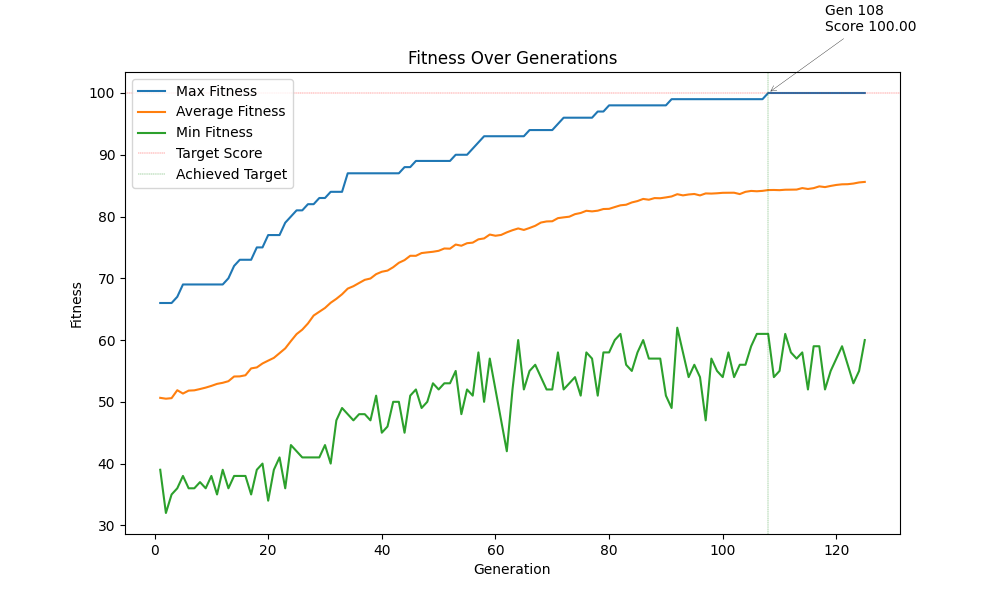 Gen 108
Score 100.00
Fitness Over Generations
Max Fitness
Average Fitness
Min Fitness
Target Score
Achieved Target
100
90
80
70
60
50
40
30
Fitness
0 20 40 60 80 100 120
Generation